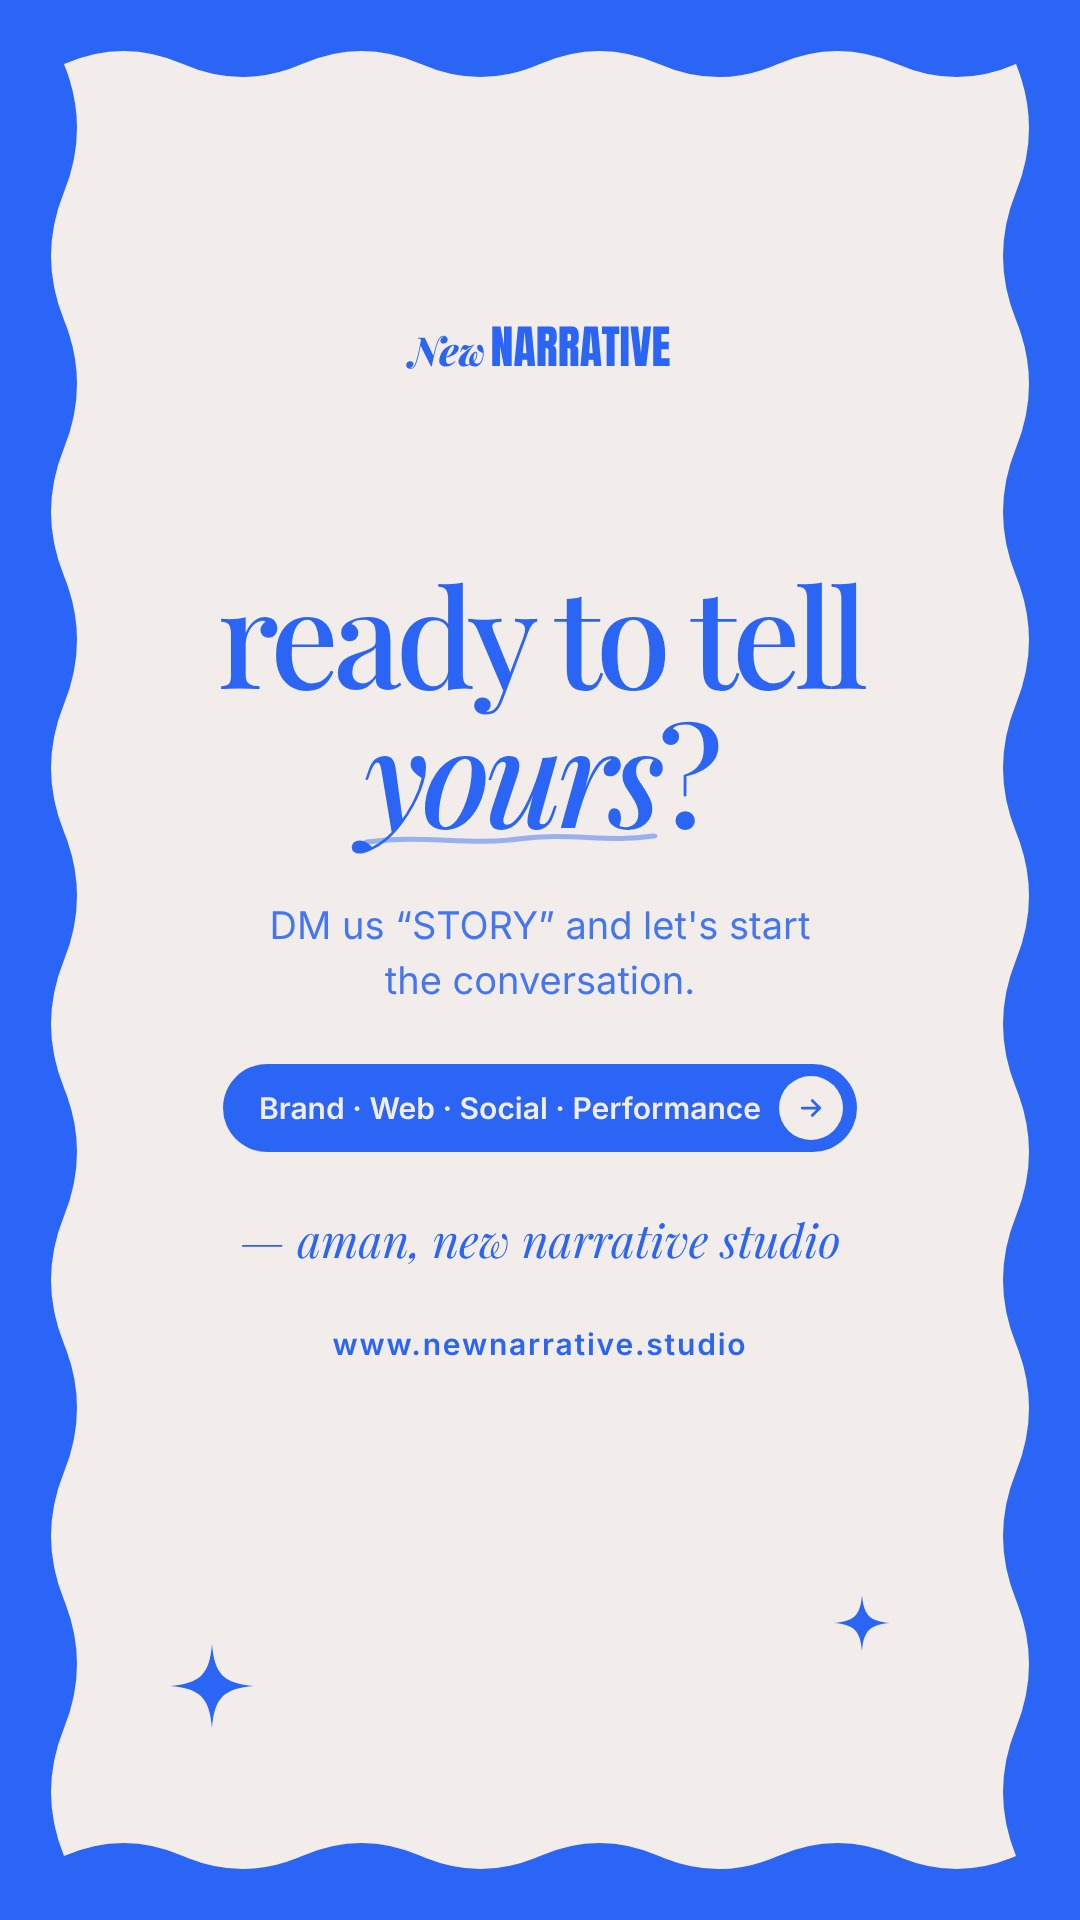 New NARRATIVE
ready to tell
yours?
DM us “STORY” and let's start
the conversation.
Brand · Web · Social · Performance
— aman, new narrative studio
www.newnarrative.studio